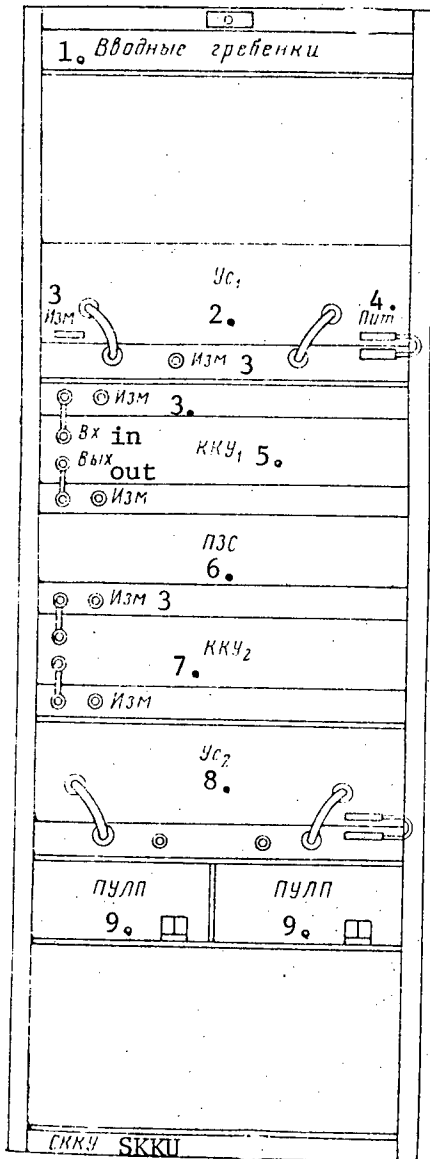 1. Вводные гребенки
Ус₁
3 4.
Изм 2. Пит
Изм 3
Изм 3.
Вх in ККУ₁ 5.
Вых out
Изм
ПЗС
6.
Изм 3
ККУ₂
7.
Изм
Ус₂
8.
ПУЛП ПУЛП
9. 9.
СККУ SKKU